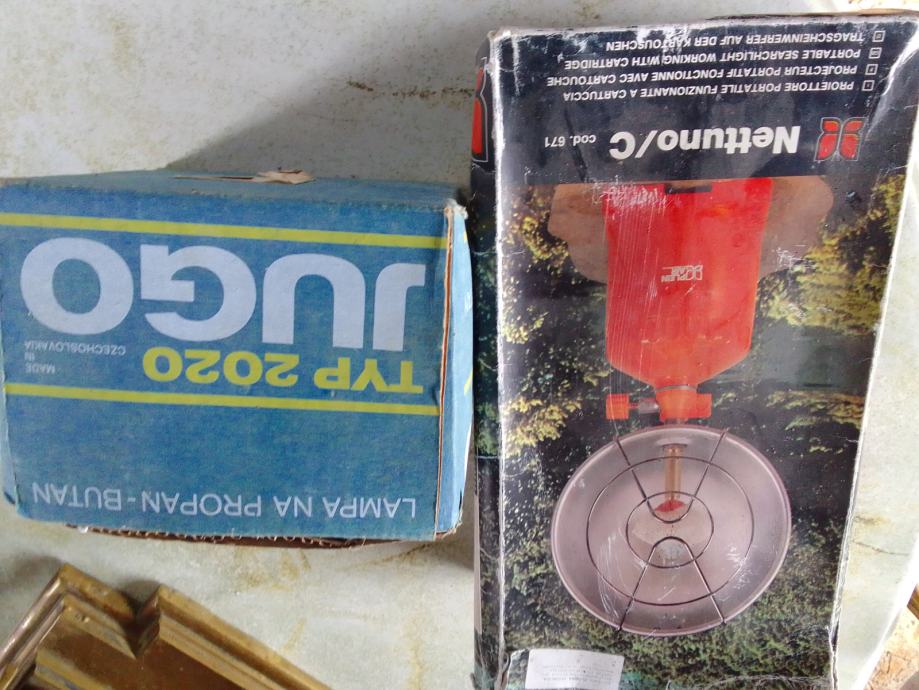 LAMPA NA PROPAN-BUTAN
TYP 2020
JUGO
MADE IN
CZECHOSLOVAKIA
Nettuno/C
cod. 671
PROIETTORE PORTATILE FUNZIONANTE A CARTUCCIA
PROJECTEUR PORTATIF FONCTIONNE AVEC CARTOUCHE
PORTABLE SEARCHLIGHT WORKING WITH CARTRIDGE
TRAGSCHEINWERFER AUF DER KARTOUSCHEN